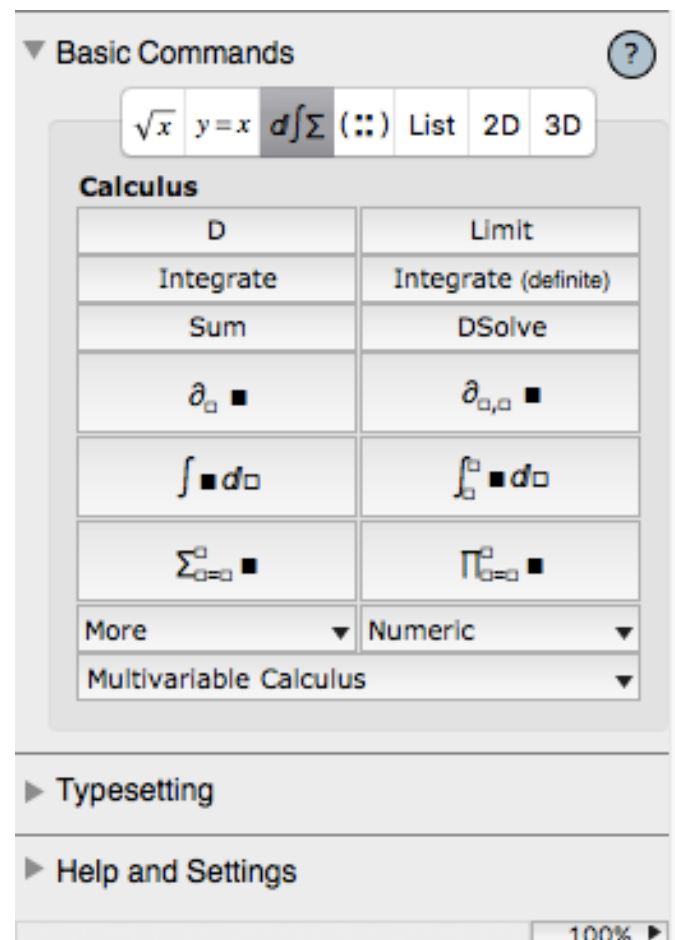 Basic Commands ?
√x y=x d∫Σ (::) List 2D 3D
Calculus
D Limit
Integrate Integrate (definite)
Sum DSolve
∂□ ■ ∂□,□ ■
∫■d□ ∫□□■d□
Σ□□=□ ■ Π□□=□ ■
More Numeric
Multivariable Calculus
Typesetting
Help and Settings
100%